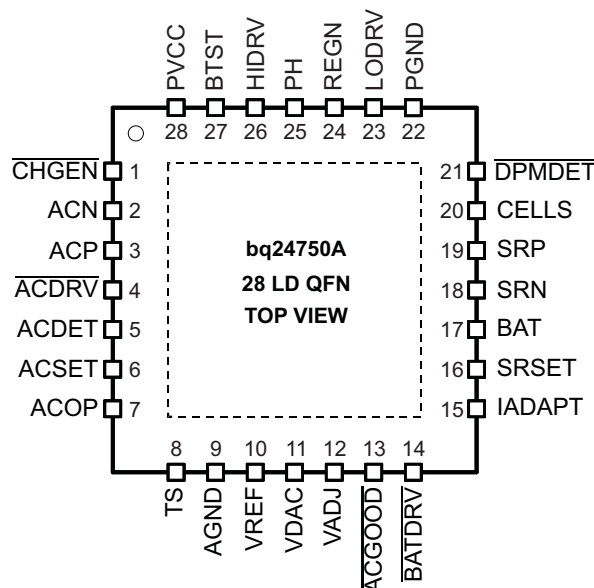 PVCC BTST HIDRV PH REGN LODRV PGND
28 27 26 25 24 23 22
CHGEN 1
ACN 2
ACP 3
ACDRV 4
ACDET 5
ACSET 6
ACOP 7
bq24750A
28 LD QFN
TOP VIEW
21 DPMDET
20 CELLS
19 SRP
18 SRN
17 BAT
16 SRSET
15 IADAPT
8 9 10 11 12 13 14
TS AGND VREF VDAC VADJ ACGOOD BATDRV